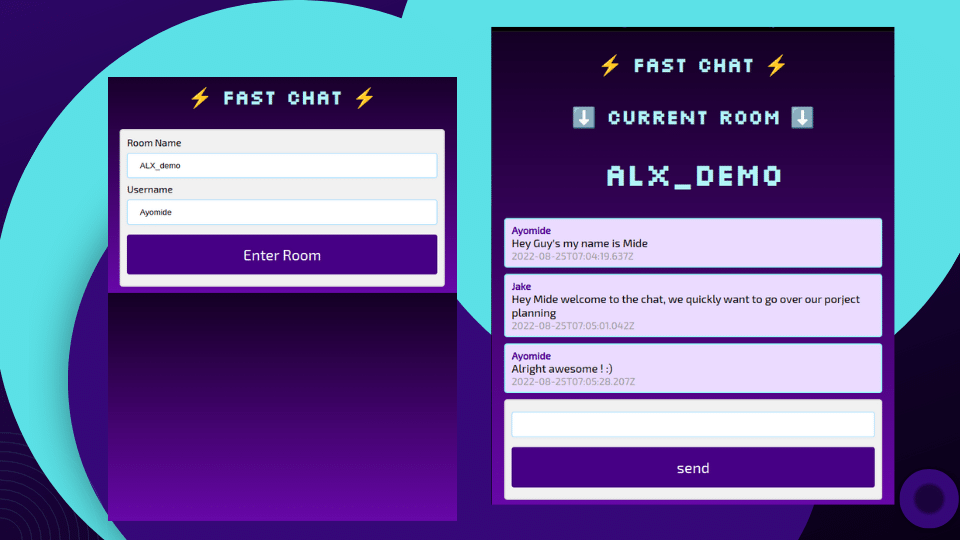 ⚡ FAST CHAT ⚡
Room Name
ALX_demo
Username
Ayomide
Enter Room
⚡ FAST CHAT ⚡
⬇️ CURRENT ROOM ⬇️
ALX_DEMO
Ayomide
Hey Guy's my name is Mide
2022-08-25T07:04:19.637Z
Jake
Hey Mide welcome to the chat, we quickly want to go over our porject
planning
2022-08-25T07:05:01.042Z
Ayomide
Alright awesome ! :)
2022-08-25T07:05:28.207Z
send